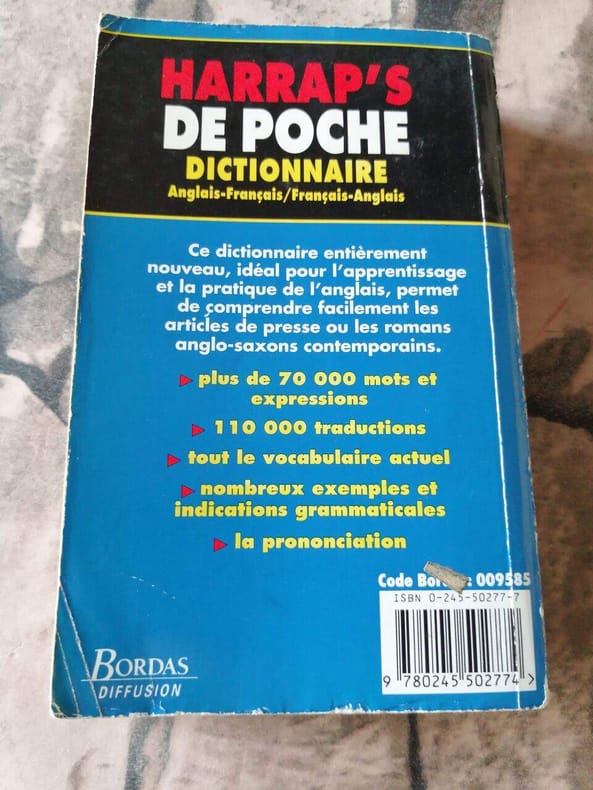 HARRAP'S
DE POCHE
DICTIONNAIRE
Anglais-Français/Français-Anglais
Ce dictionnaire entièrement
nouveau, idéal pour l'apprentissage
et la pratique de l'anglais, permet
de comprendre facilement les
articles de presse ou les romans
anglo-saxons contemporains.
plus de 70 000 mots et
expressions
110 000 traductions
tout le vocabulaire actuel
nombreux exemples et
indications grammaticales
la prononciation
Code 009585
ISBN 0-245-50277-7
9 780245 502774
BORDAS
DIFFUSION